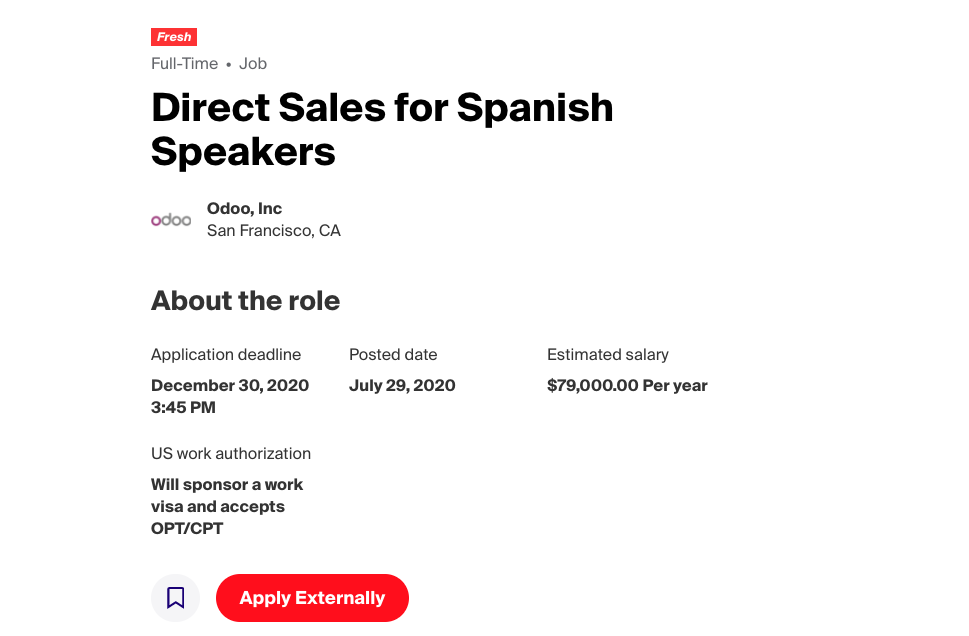 Fresh
Full-Time • Job
Direct Sales for Spanish
Speakers
odoo
Odoo, Inc
San Francisco, CA
About the role
Application deadline
December 30, 2020
3:45 PM
Posted date
July 29, 2020
Estimated salary
$79,000.00 Per year
US work authorization
Will sponsor a work
visa and accepts
OPT/CPT
Apply Externally